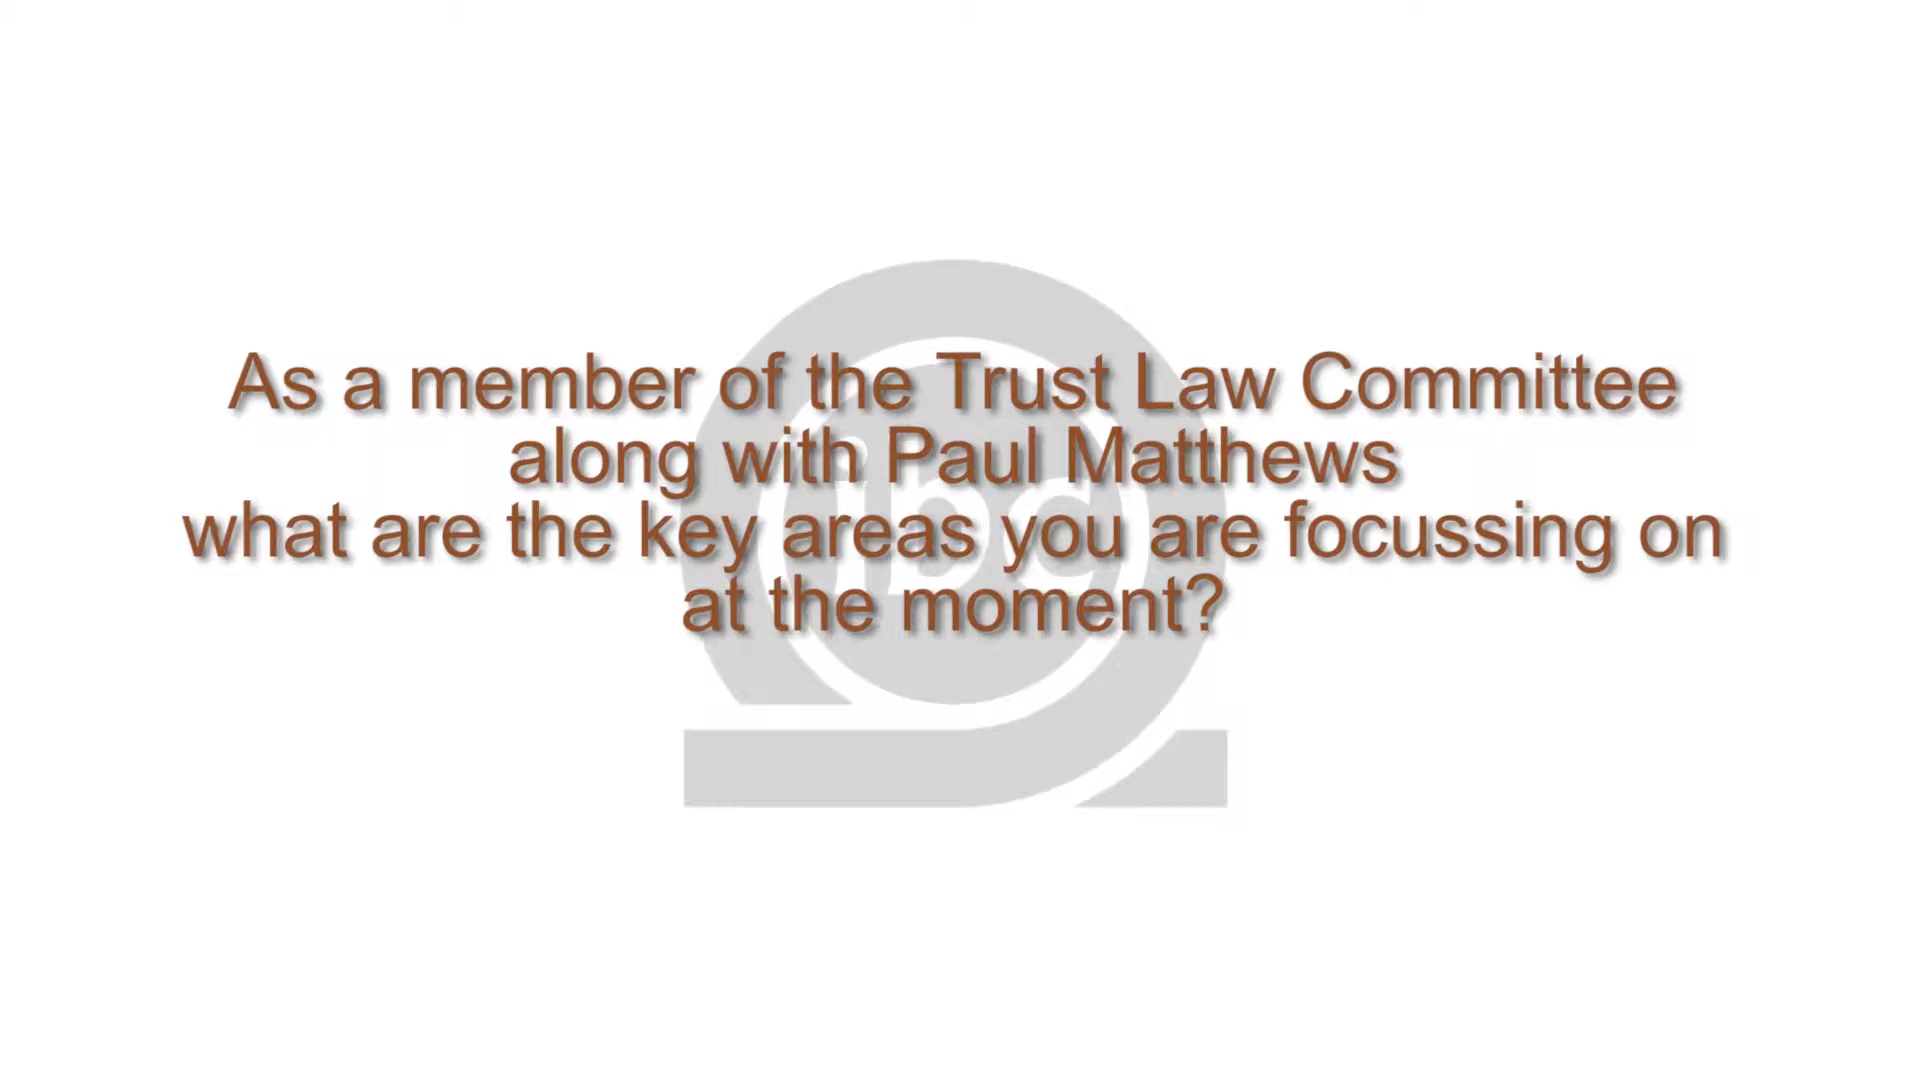 As a member of the Trust Law Committee
along with Paul Matthews
what are the key areas you are focussing on
at the moment?
ibc